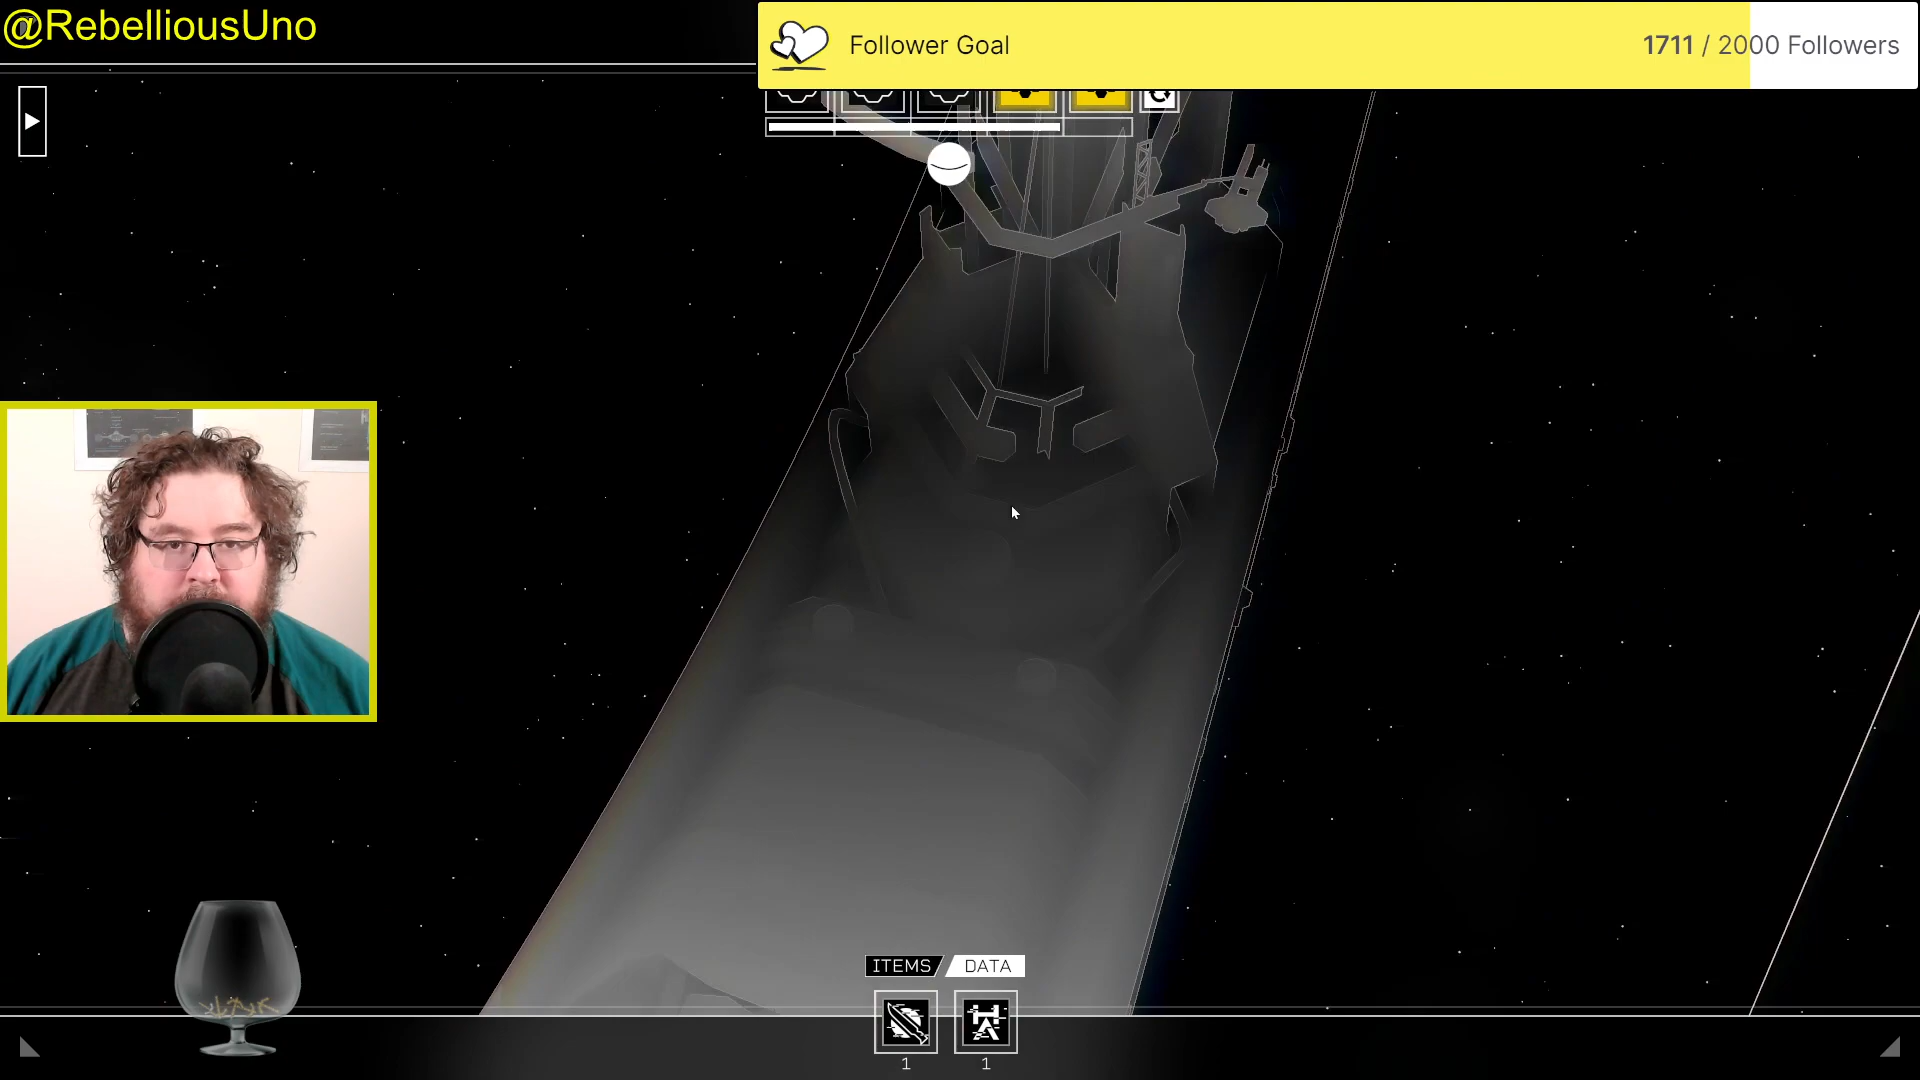 @RebelliousUno
Follower Goal
1711 / 2000 Followers
ITEMS
DATA
1
1